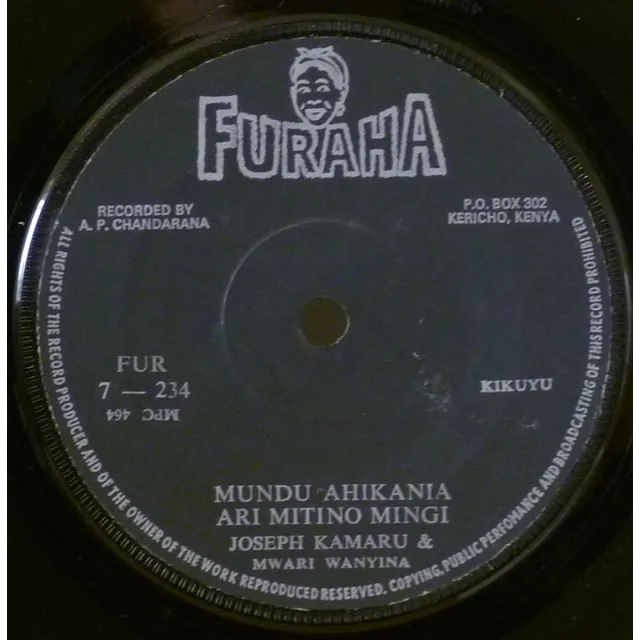 FURAHA
RECORDED BY
A. P. CHANDARANA
P.O. BOX 302
KERICHO, KENYA
FUR
7 — 234
MPC 464
KIKUYU
MUNDU AHIKANIA
ARI MITINO MINGI
JOSEPH KAMARU &
MWARI WANYINA
ALL RIGHTS OF THE RECORD PRODUCER AND OF THE OWNER OF THE WORK REPRODUCED RESERVED. COPYING, PUBLIC PERFOMANCE AND BROADCASTING OF THIS RECORD PROHIBITED